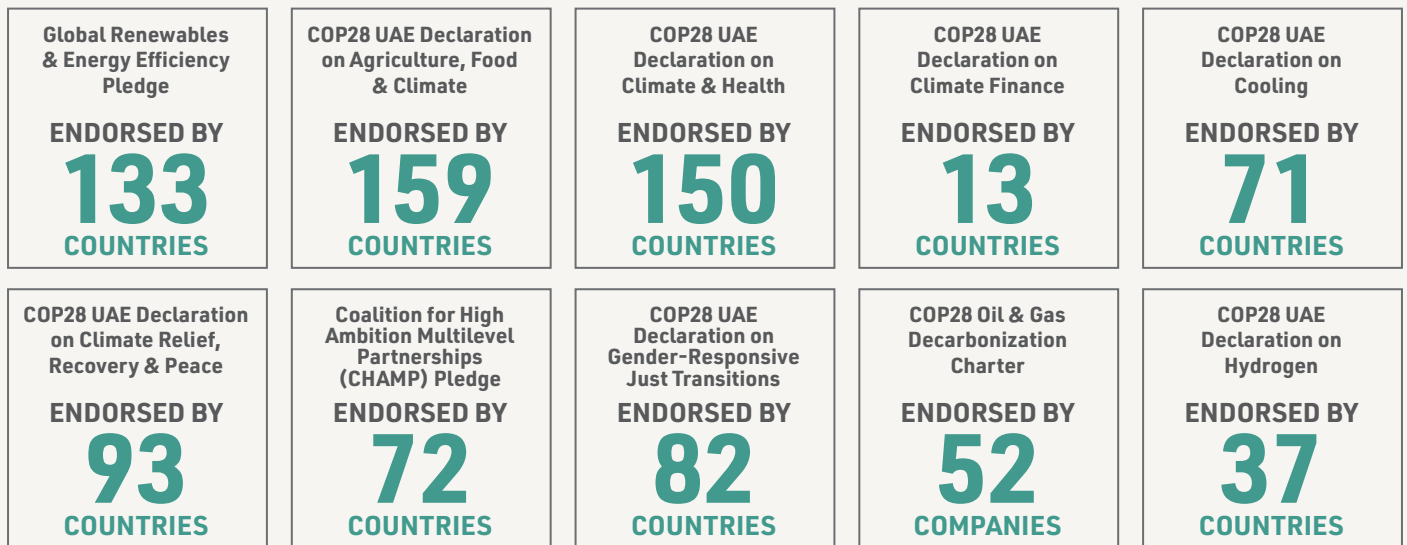 Global Renewables
& Energy Efficiency
Pledge
ENDORSED BY
133
COUNTRIES
COP28 UAE Declaration
on Agriculture, Food
& Climate
ENDORSED BY
159
COUNTRIES
COP28 UAE
Declaration on
Climate & Health
ENDORSED BY
150
COUNTRIES
COP28 UAE
Declaration on
Climate Finance
ENDORSED BY
13
COUNTRIES
COP28 UAE
Declaration on
Cooling
ENDORSED BY
71
COUNTRIES
COP28 UAE Declaration
on Climate Relief,
Recovery & Peace
ENDORSED BY
93
COUNTRIES
Coalition for High
Ambition Multilevel
Partnerships
(CHAMP) Pledge
ENDORSED BY
72
COUNTRIES
COP28 UAE
Declaration on
Gender-Responsive
Just Transitions
ENDORSED BY
82
COUNTRIES
COP28 Oil & Gas
Decarbonization
Charter
ENDORSED BY
52
COMPANIES
COP28 UAE
Declaration on
Hydrogen
ENDORSED BY
37
COUNTRIES